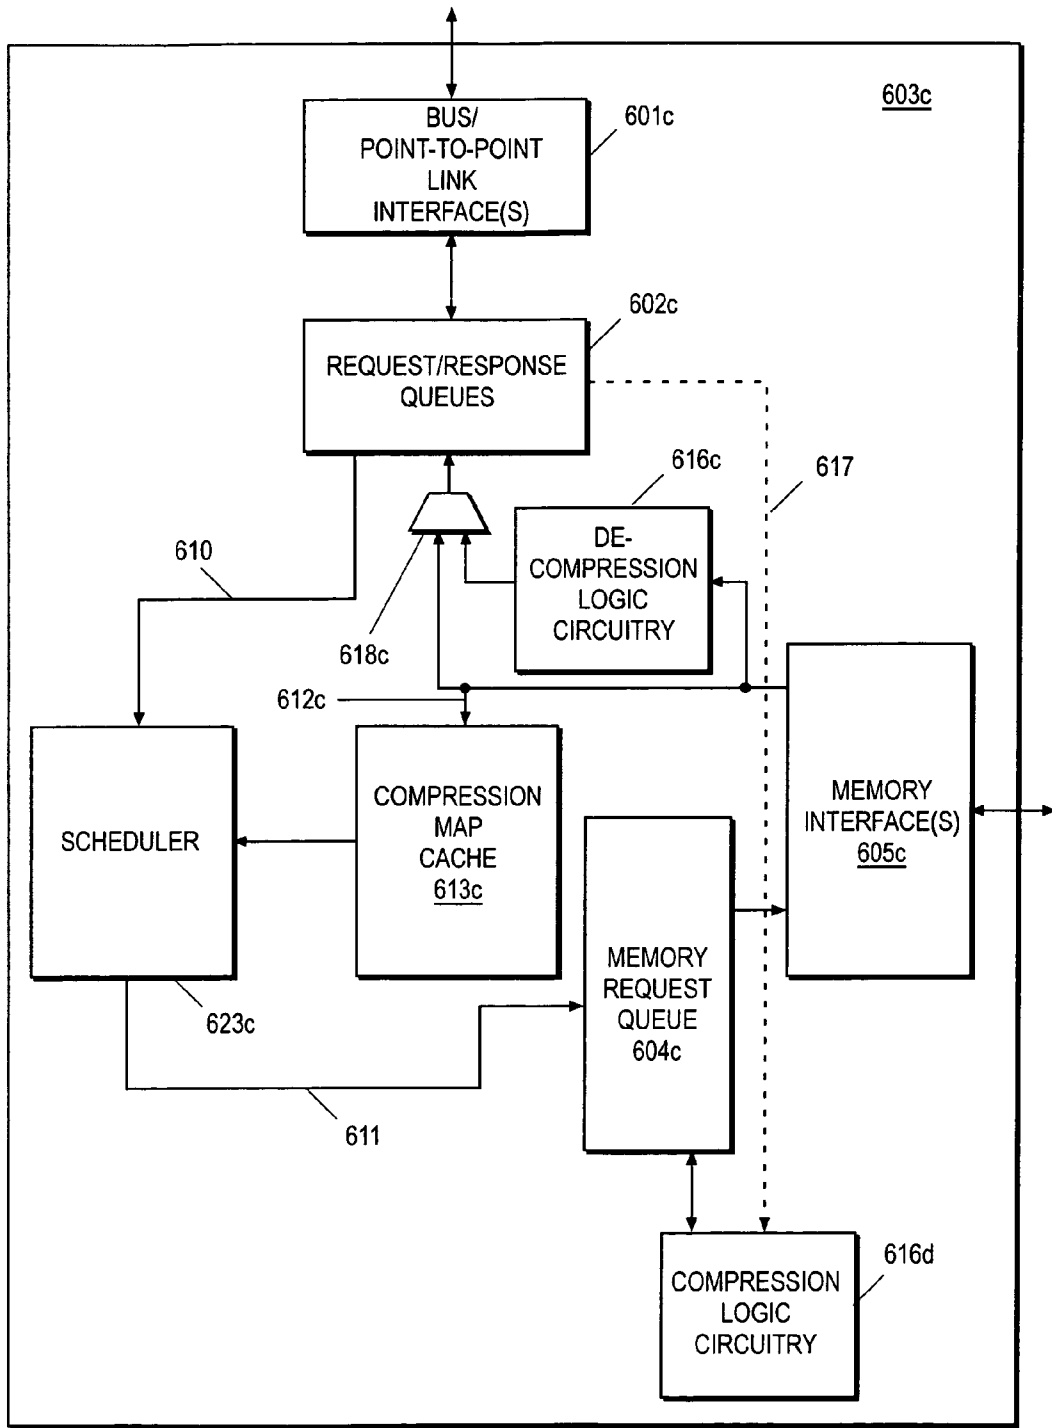 603c
BUS/
POINT-TO-POINT
LINK
INTERFACE(S)
601c
602c
REQUEST/RESPONSE
QUEUES
616c
617
DE-
COMPRESSION
LOGIC
CIRCUITRY
610
618c
612c
SCHEDULER
COMPRESSION
MAP
CACHE
613c
MEMORY
INTERFACE(S)
605c
MEMORY
REQUEST
QUEUE
604c
623c
611
COMPRESSION
LOGIC
CIRCUITRY
616d